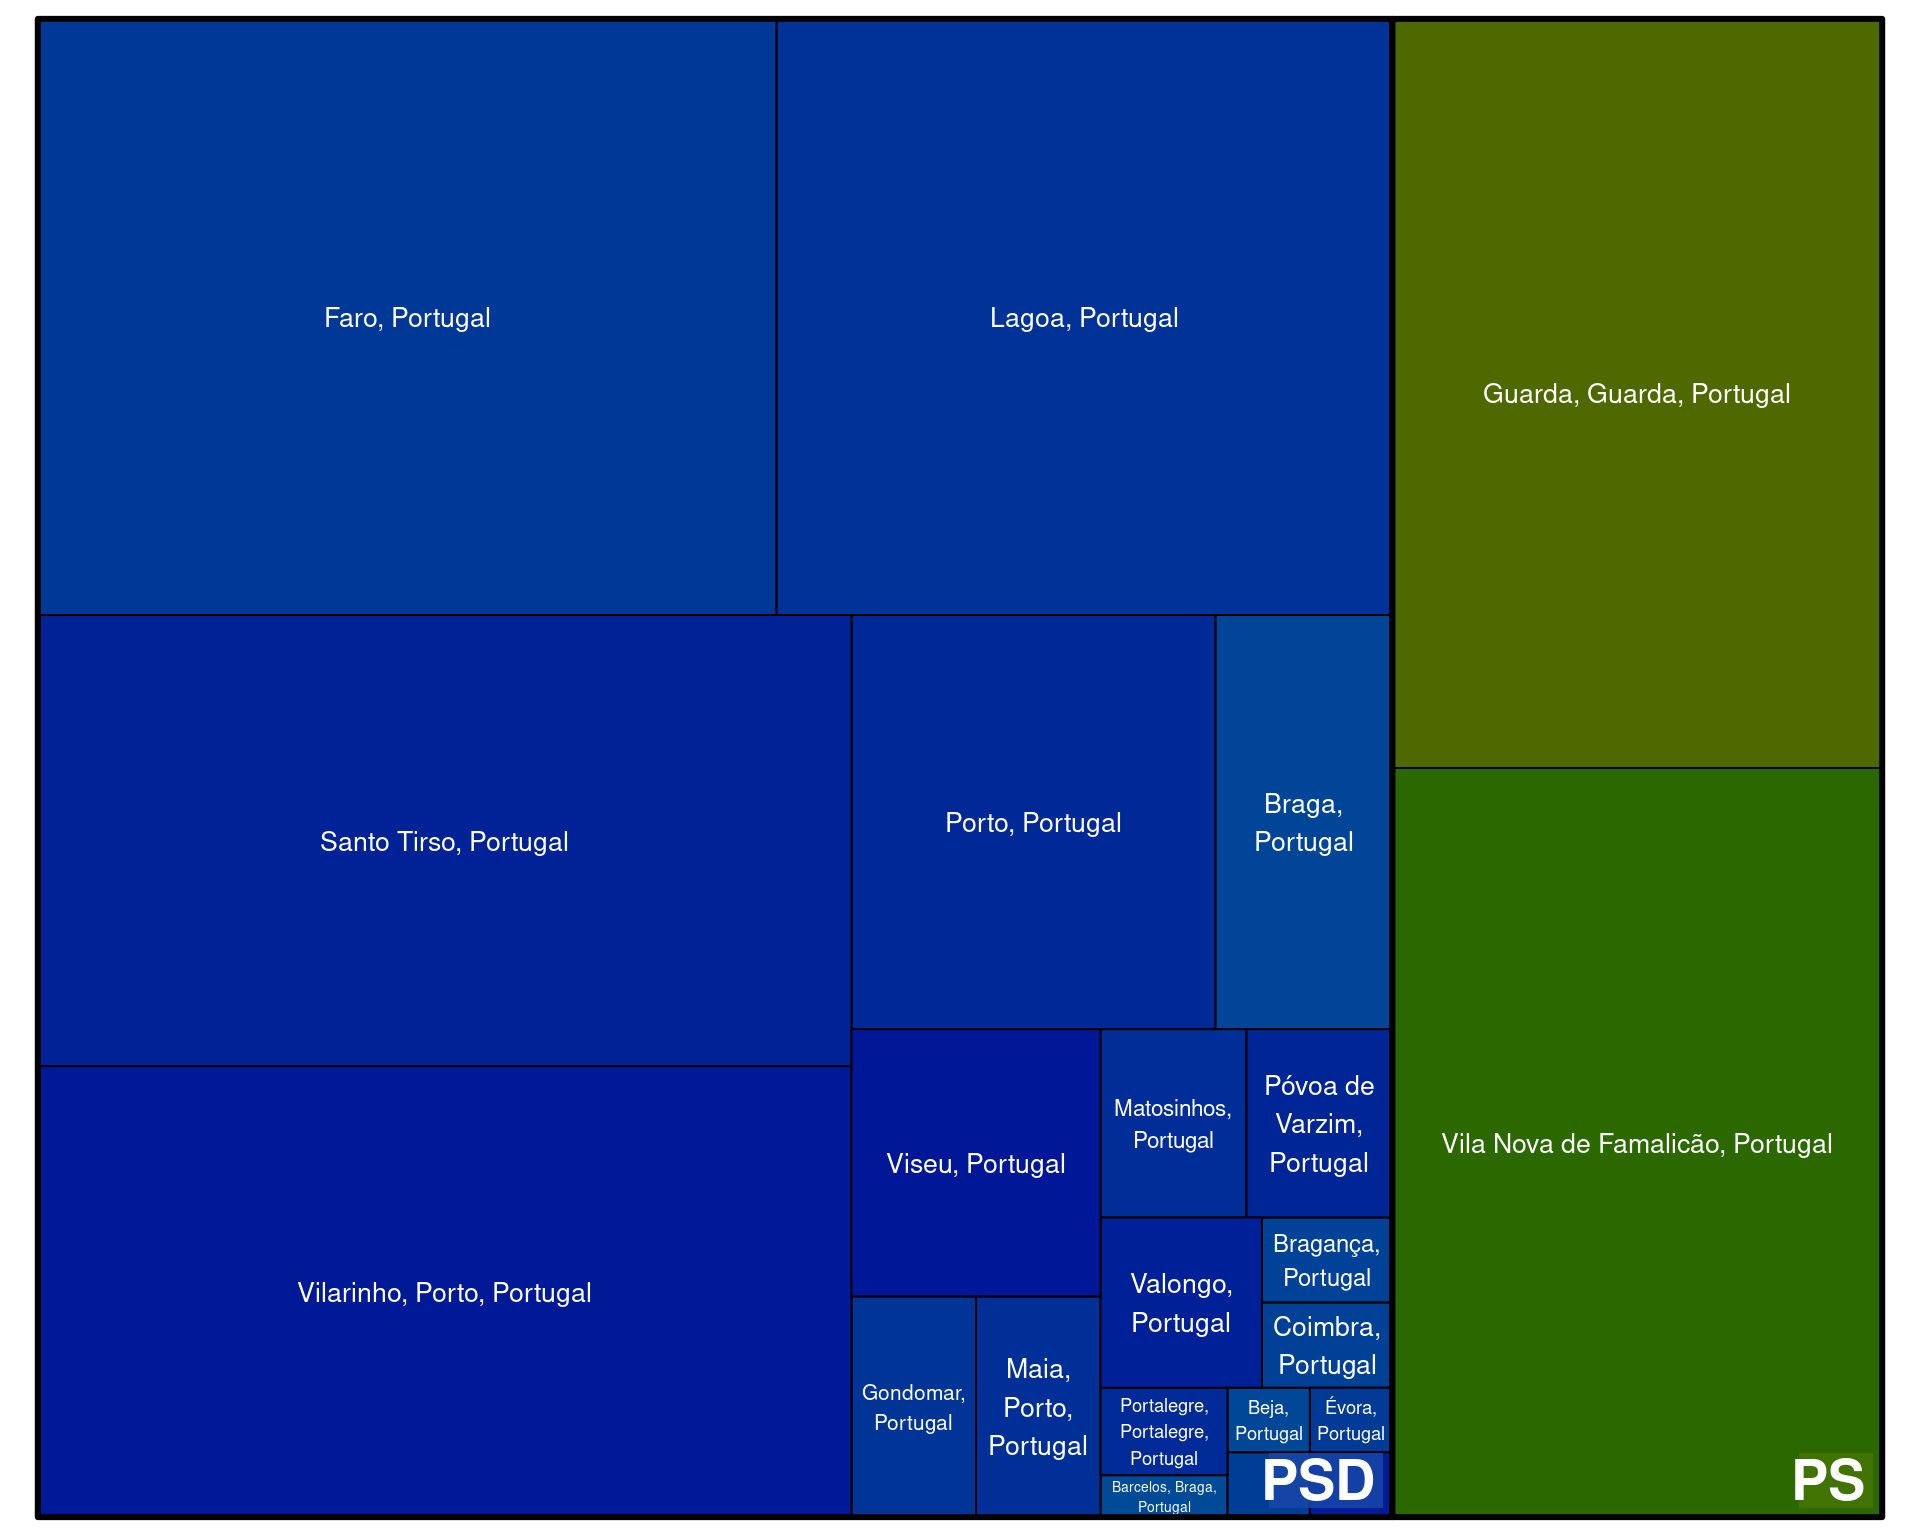 Faro, Portugal
Lagoa, Portugal
Guarda, Guarda, Portugal
Santo Tirso, Portugal
Porto, Portugal
Braga,
Portugal
Vilarinho, Porto, Portugal
Viseu, Portugal
Matosinhos,
Portugal
Póvoa de
Varzim,
Portugal
Vila Nova de Famalicão, Portugal
Valongo,
Portugal
Bragança,
Portugal
Coimbra,
Portugal
Gondomar,
Portugal
Maia,
Porto,
Portugal
Portalegre,
Portalegre,
Portugal
Beja,
Portugal
Évora,
Portugal
Barcelos, Braga,
Portugal
PSD
PS